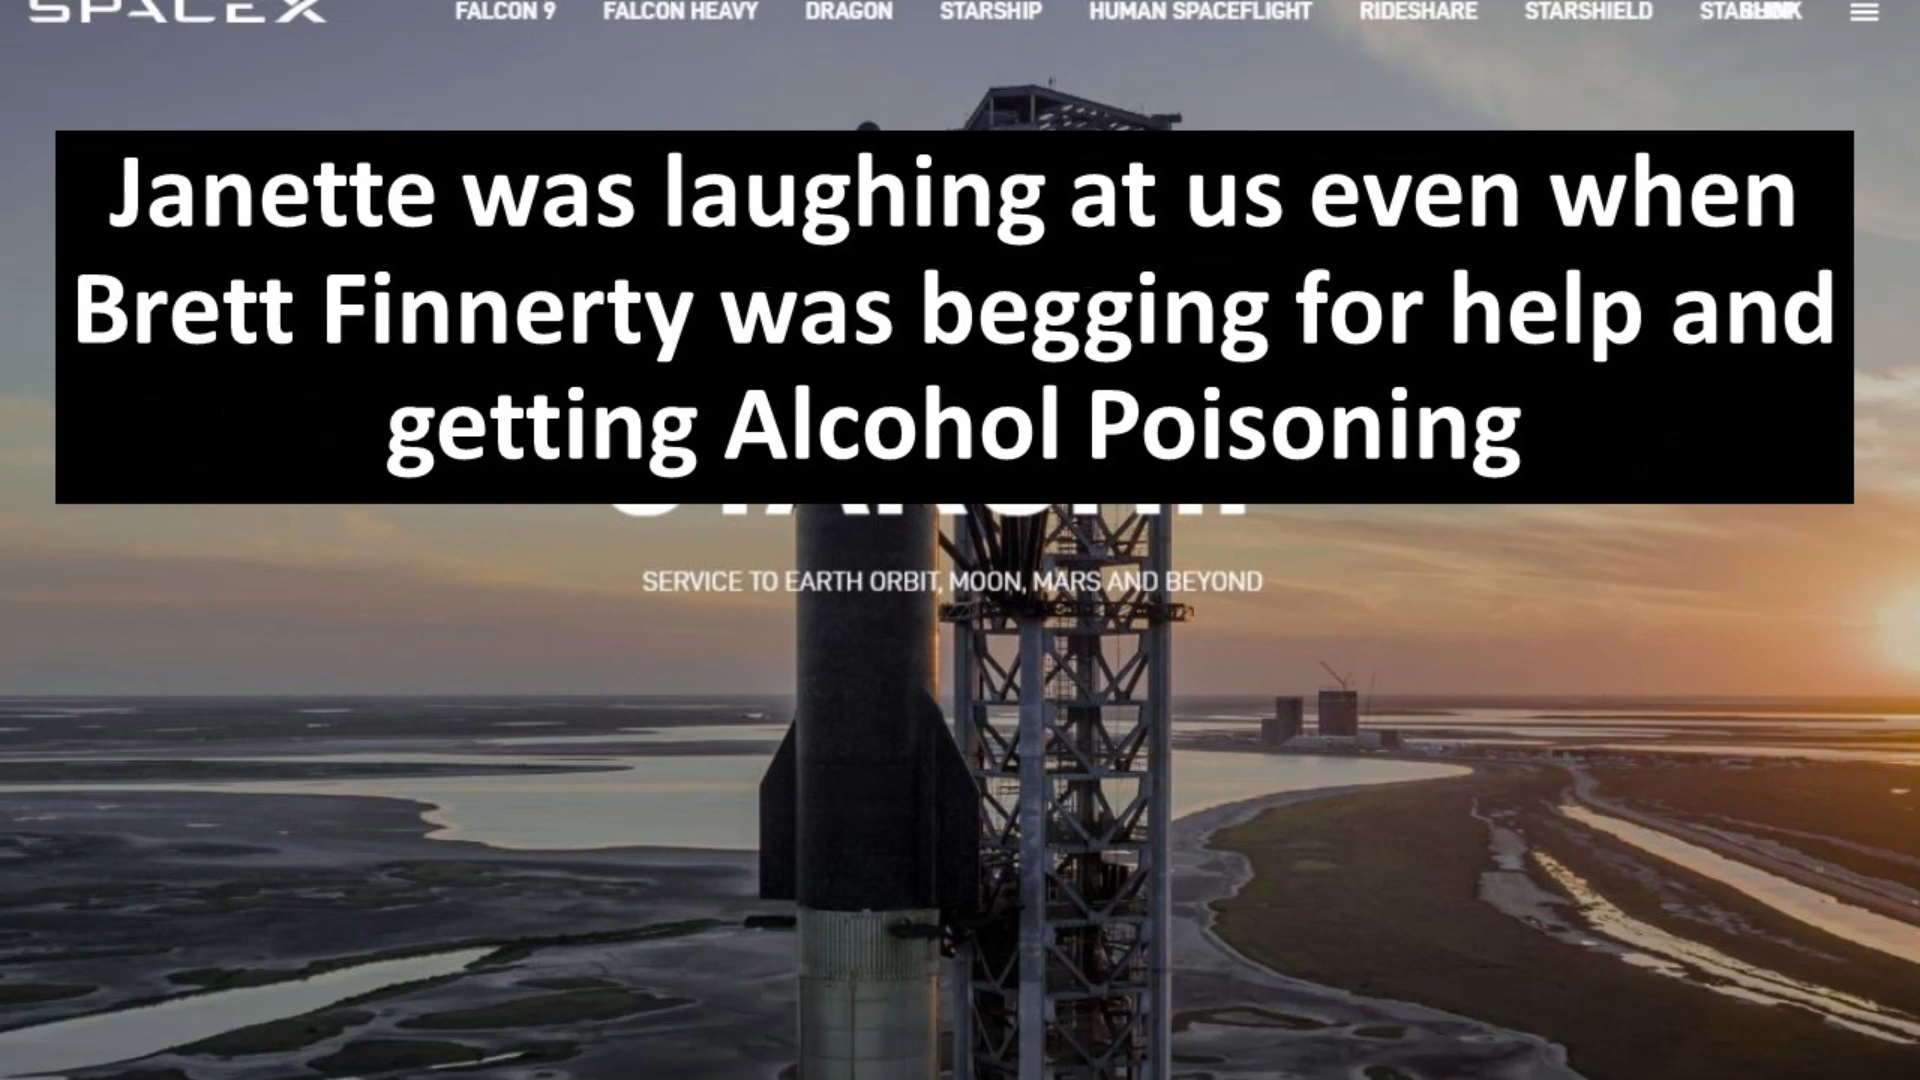 SPACEX
FALCON 9 FALCON HEAVY DRAGON STARSHIP HUMAN SPACEFLIGHT RIDESHARE STARSHIELD
Janette was laughing at us even when
Brett Finnerty was begging for help and
getting Alcohol Poisoning
SERVICE TO EARTH ORBIT, MOON, MARS AND BEYOND